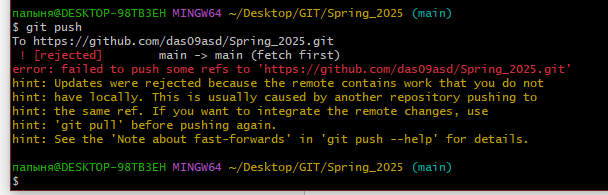 папыня@DESKTOP-98TB3EH MINGW64 ~/Desktop/GIT/Spring_2025 (main)
$ git push
To https://github.com/das09asd/Spring_2025.git
 ! [rejected]        main -> main (fetch first)
error: failed to push some refs to 'https://github.com/das09asd/Spring_2025.git'
hint: Updates were rejected because the remote contains work that you do not
hint: have locally. This is usually caused by another repository pushing to
hint: the same ref. If you want to integrate the remote changes, use
hint: 'git pull' before pushing again.
hint: See the 'Note about fast-forwards' in 'git push --help' for details.
папыня@DESKTOP-98TB3EH MINGW64 ~/Desktop/GIT/Spring_2025 (main)
$